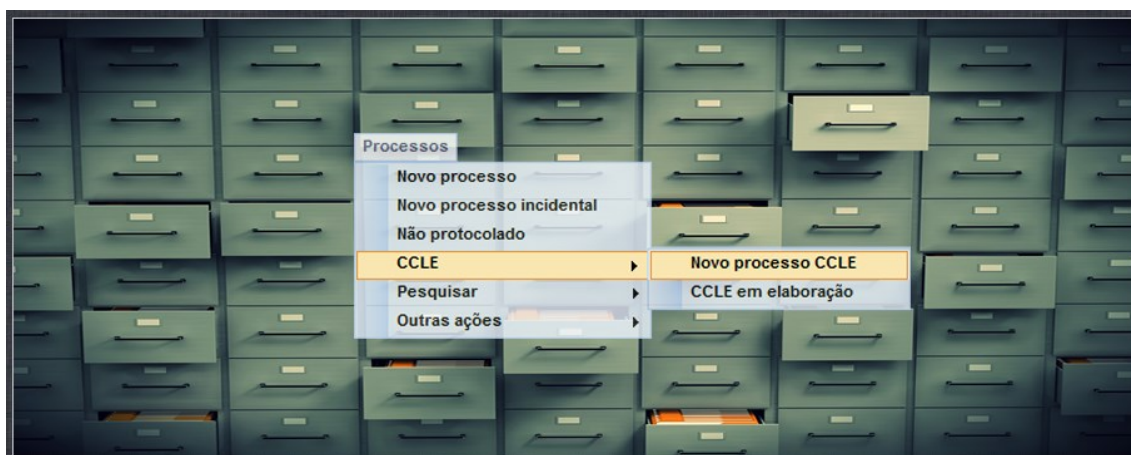 Processos
Novo processo
Novo processo incidental
Não protocolado
CCLE
Novo processo CCLE
Pesquisar
CCLE em elaboração
Outras ações